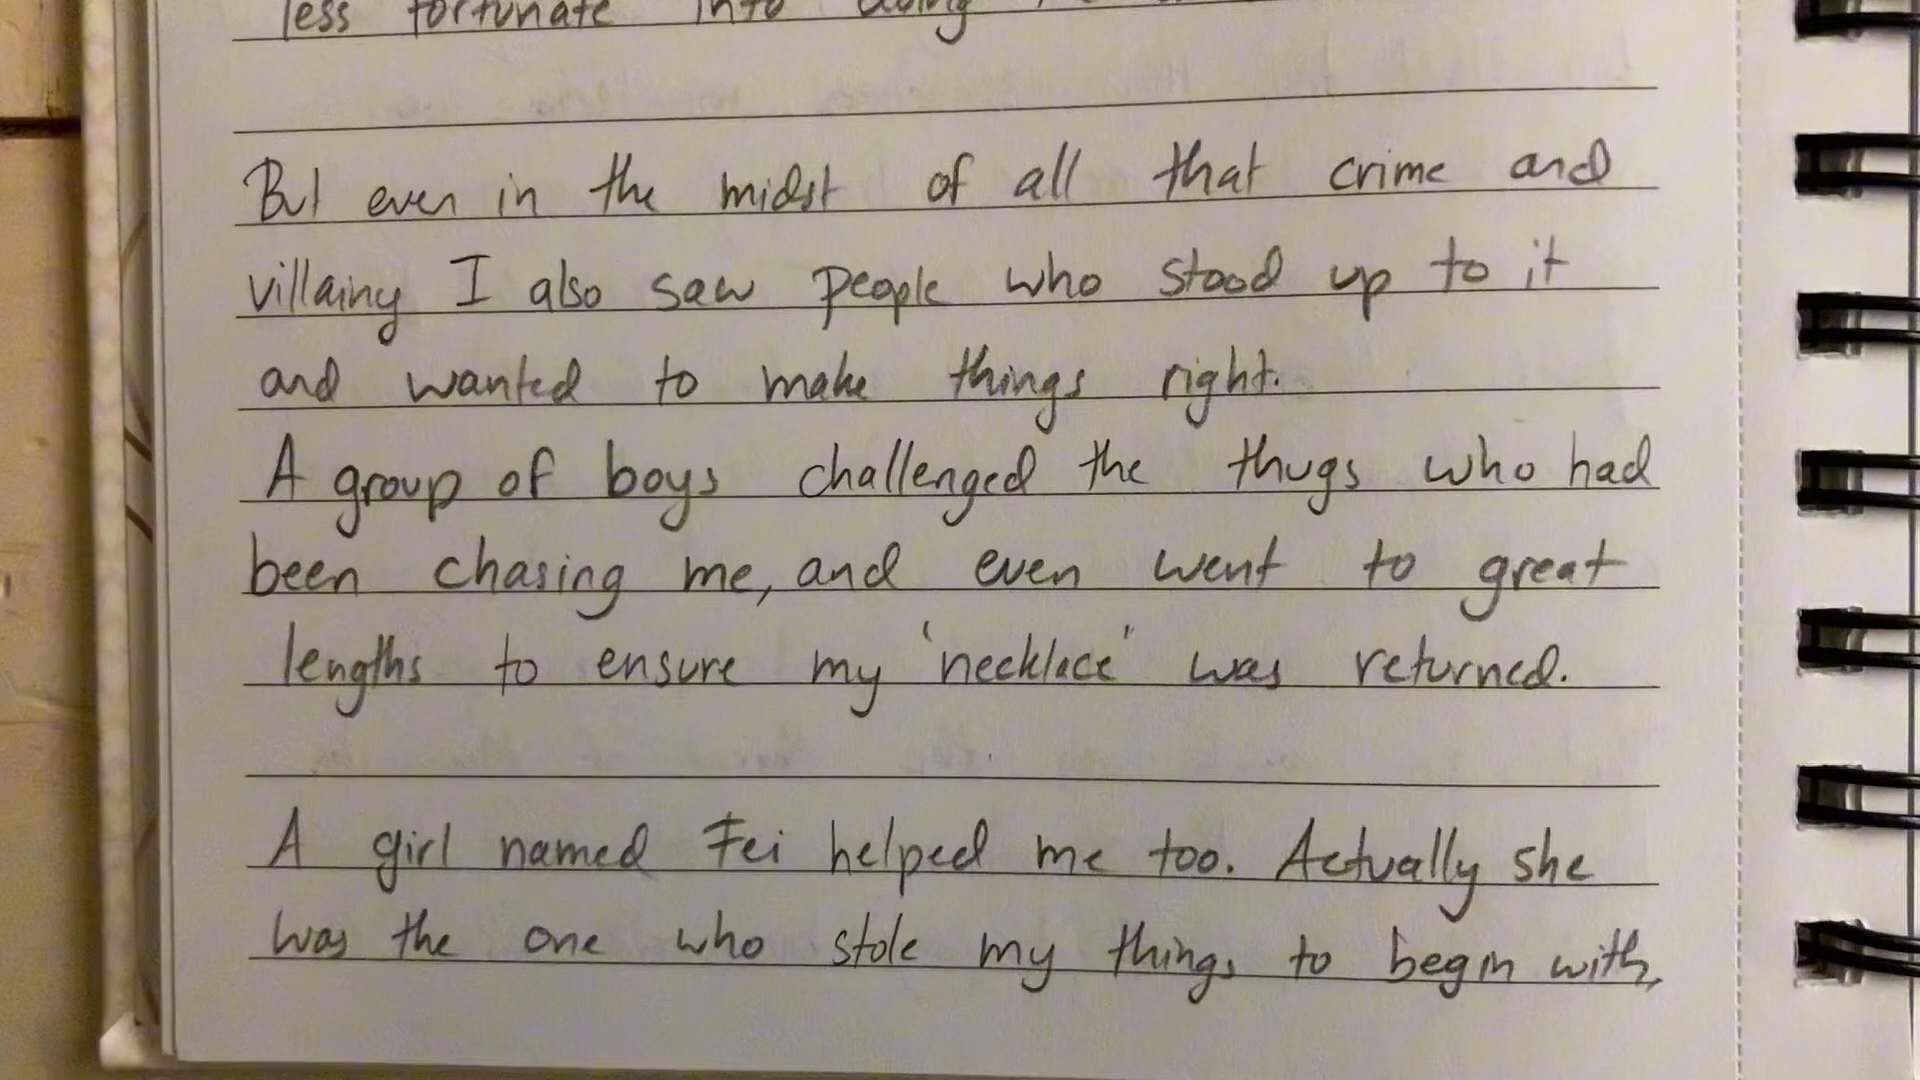 less fortunate into doing
But even in the midst of all that crime and
villainy I also saw people who stood up to it
and wanted to make things right.
A group of boys challenged the thugs who had
been chasing me, and even went to great
lengths to ensure my 'necklace' was returned.
A girl named Fei helped me too. Actually she
was the one who stole my things to begin with,